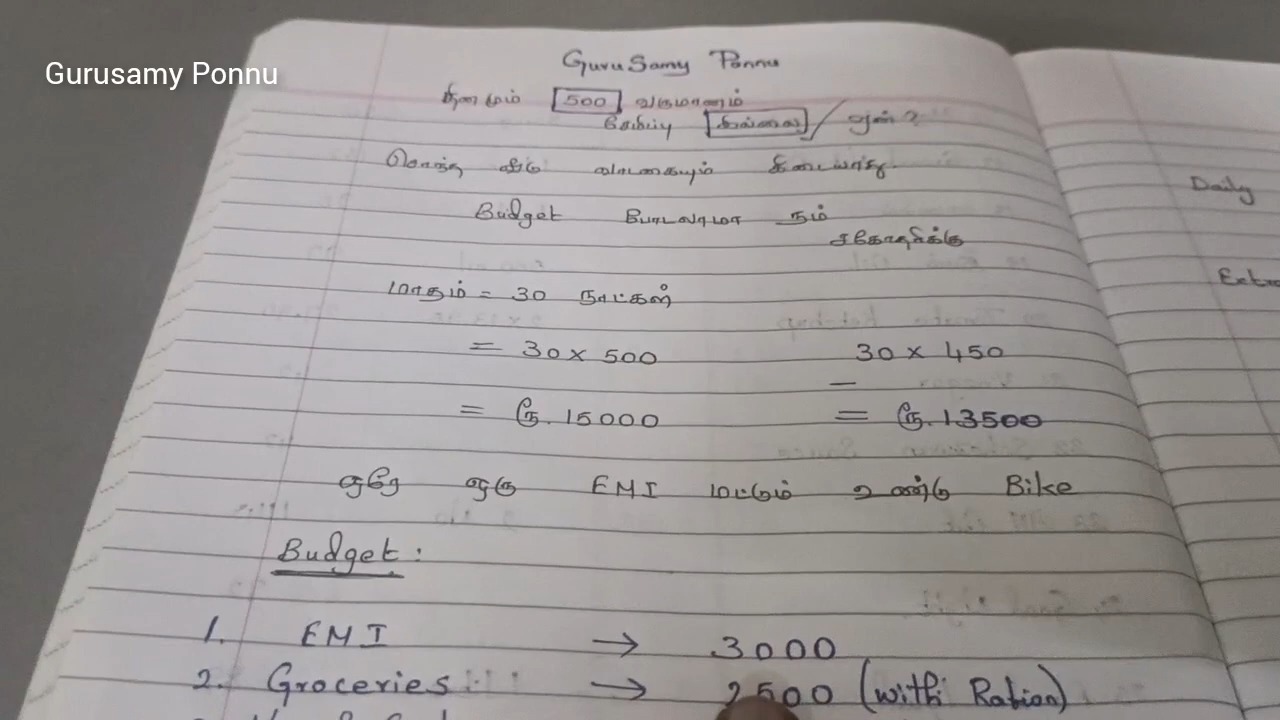 Gurusamy Ponnu
GuruSamy Ponnu
தினமும் 500 வருமானம்
சேமிப்பு இல்லை / ஏன்?
சொந்த வீடு வாடகையும் கிடையாது.
Budget போடலாமா நம்
சகோதரிக்கு
மாதம் = 30 நாட்கள்
= 30 x 500 30 x 450
= ரூ. 15000 = ரூ. 13500
ஒரே ஒரு EMI மட்டும் உண்டு Bike
Budget :
1. EMI → 3000
2. Groceries → 2500 (with Ration)
Daily